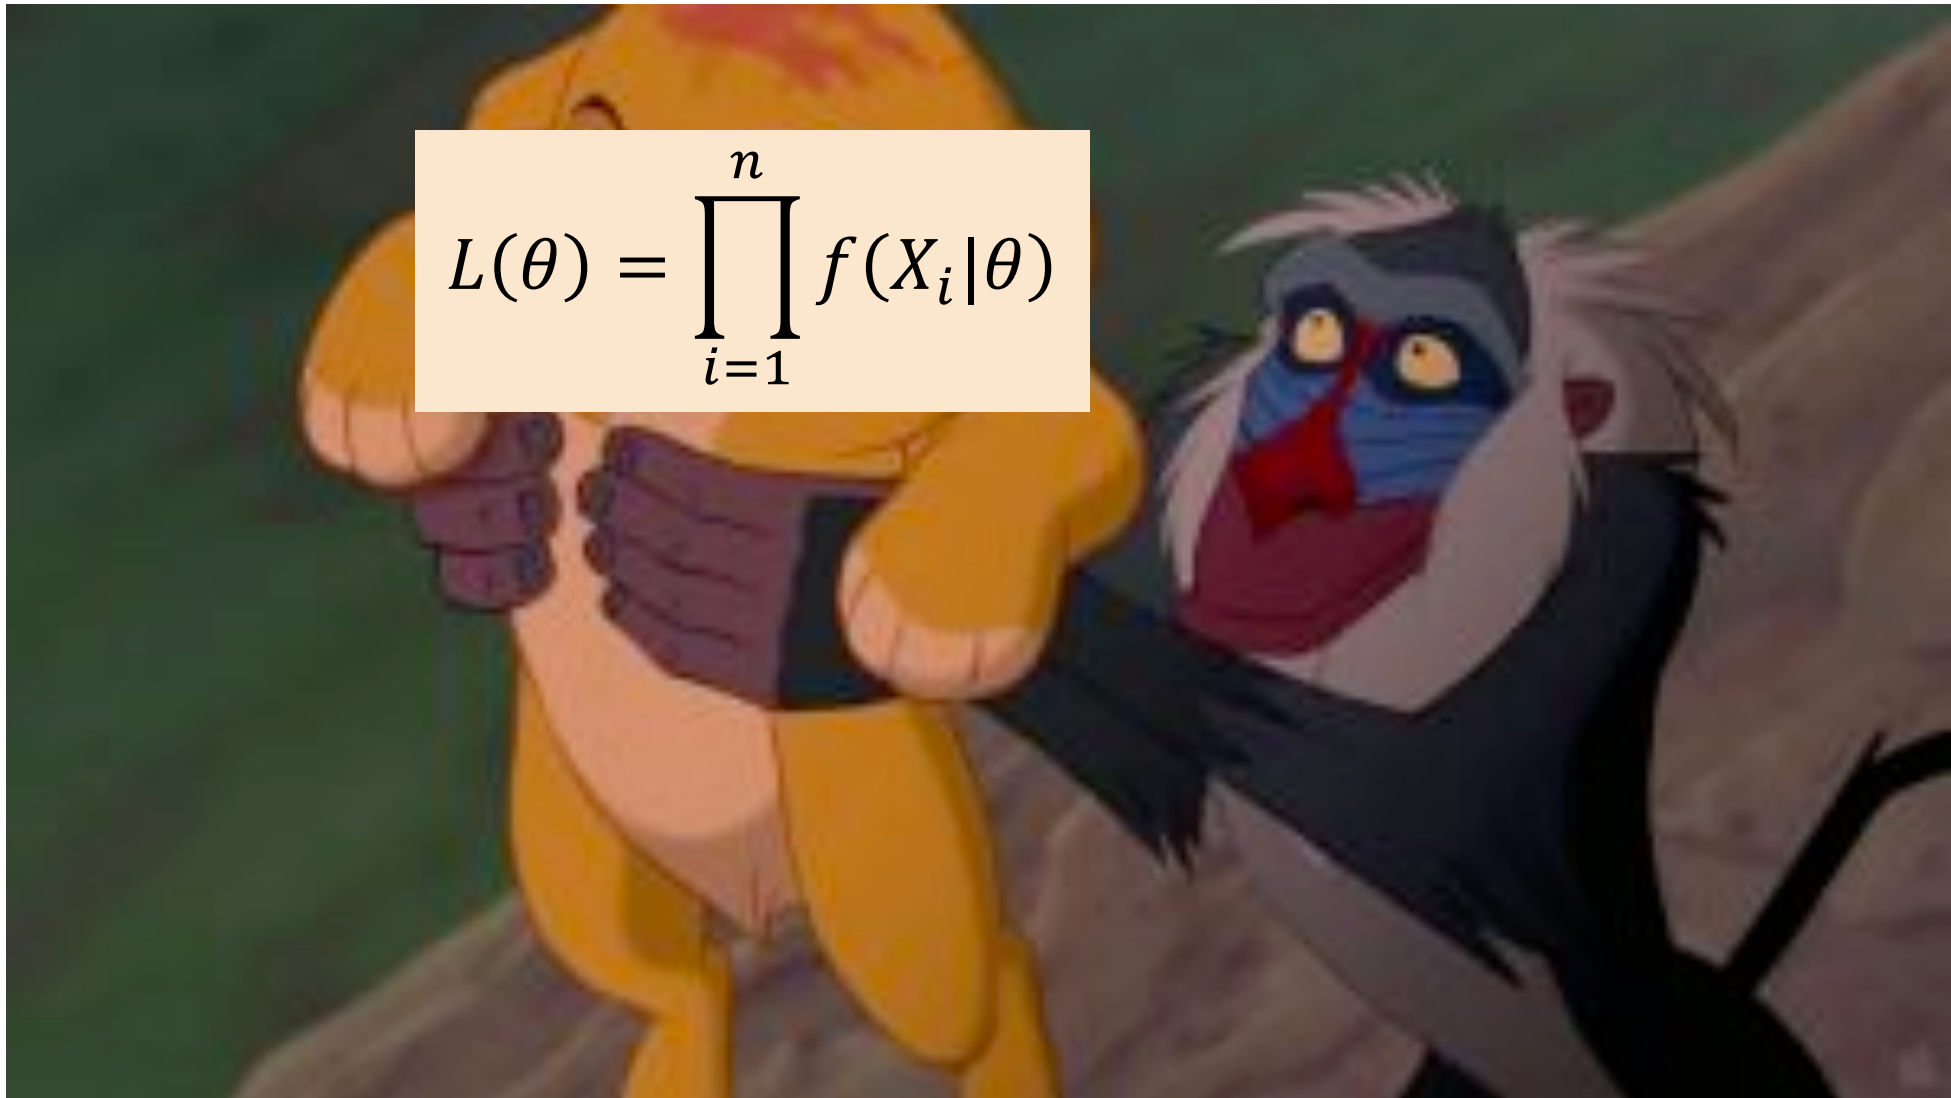 L(θ) = ∏_{i=1}^{n} f(X_i|θ)